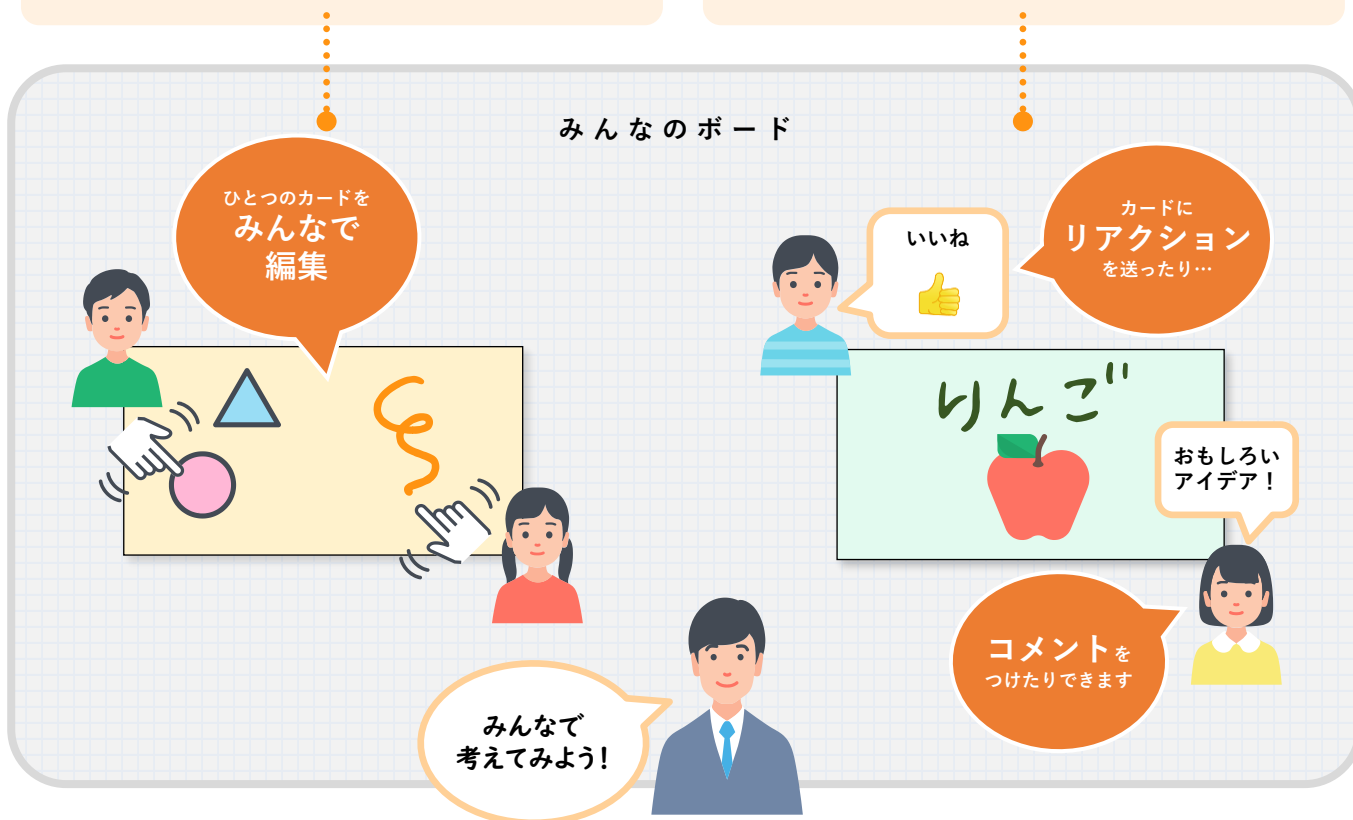 みんなのボード
ひとつのカードを
みんなで
編集
いいね
カードに
リアクション
を送ったり…
りんご
おもしろい
アイデア！
コメントを
つけたりできます
みんなで
考えてみよう！